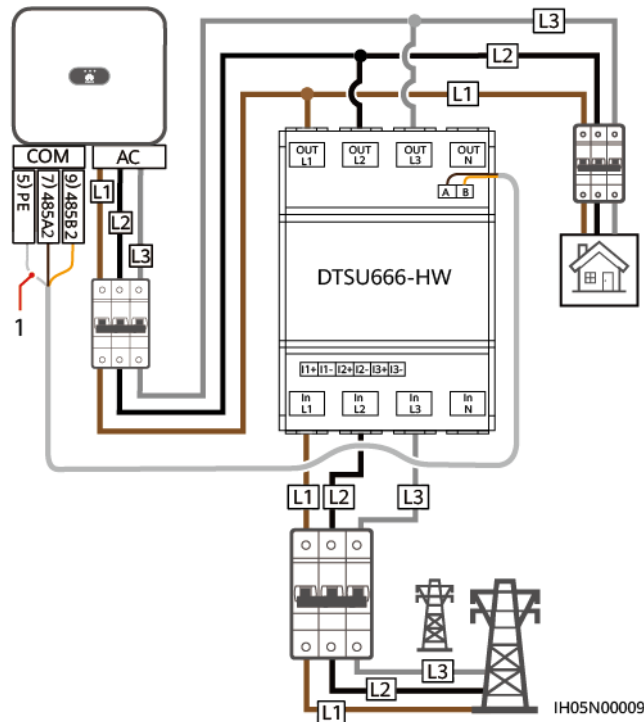 L3
L2
L1
COM
AC
5) PE
7) 485A2
9) 485B2
L1
L2
L3
1
OUT L1
OUT L2
OUT L3
OUT N
A
B
DTSU666-HW
I1+ I1- I2+ I2- I3+ I3-
In L1
In L2
In L3
In N
L1
L2
L3
L3
L2
L1
IH05N00009